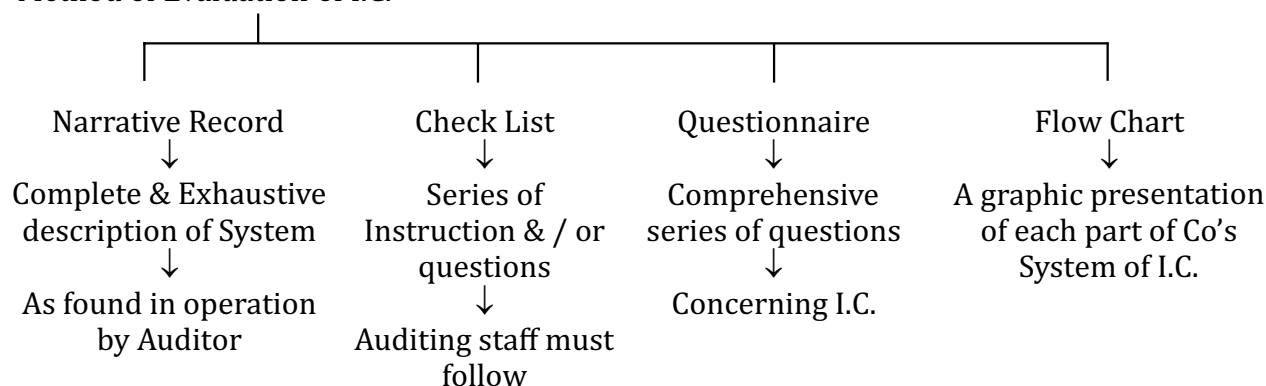 Method of Evaluation of I.C.
Narrative Record
↓
Complete & Exhaustive
description of System
↓
As found in operation
by Auditor
Check List
↓
Series of
Instruction & / or
questions
↓
Auditing staff must
follow
Questionnaire
↓
Comprehensive
series of questions
↓
Concerning I.C.
Flow Chart
↓
A graphic presentation
of each part of Co’s
System of I.C.